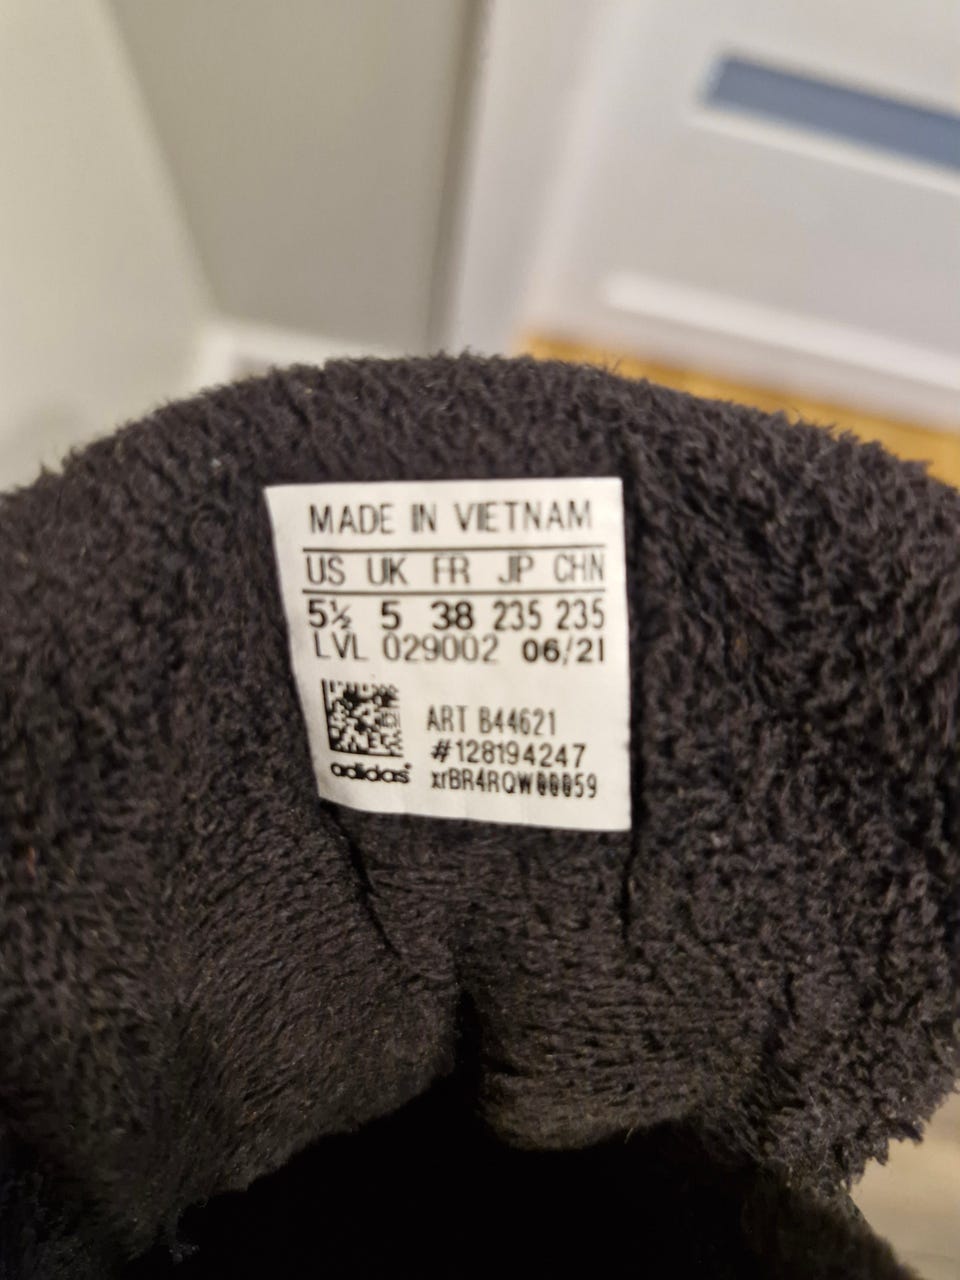 MADE IN VIETNAM
US UK FR JP CHN
5½ 5 38 235 235
LVL 029002 06/21
ART B44621
#128194247
xrBR4RQW00059
adidas